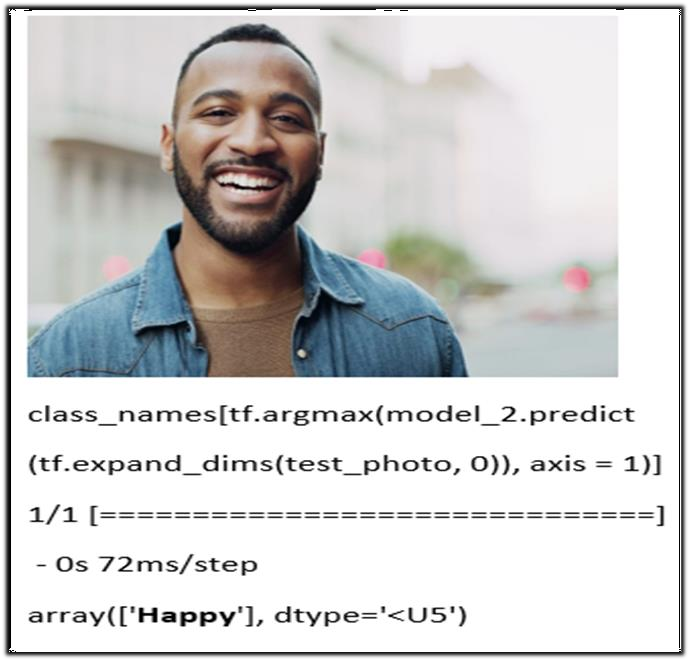 class_names[tf.argmax(model_2.predict
(tf.expand_dims(test_photo, 0)), axis = 1)]
1/1 [==============================]
- 0s 72ms/step
array(['Happy'], dtype='<U5')